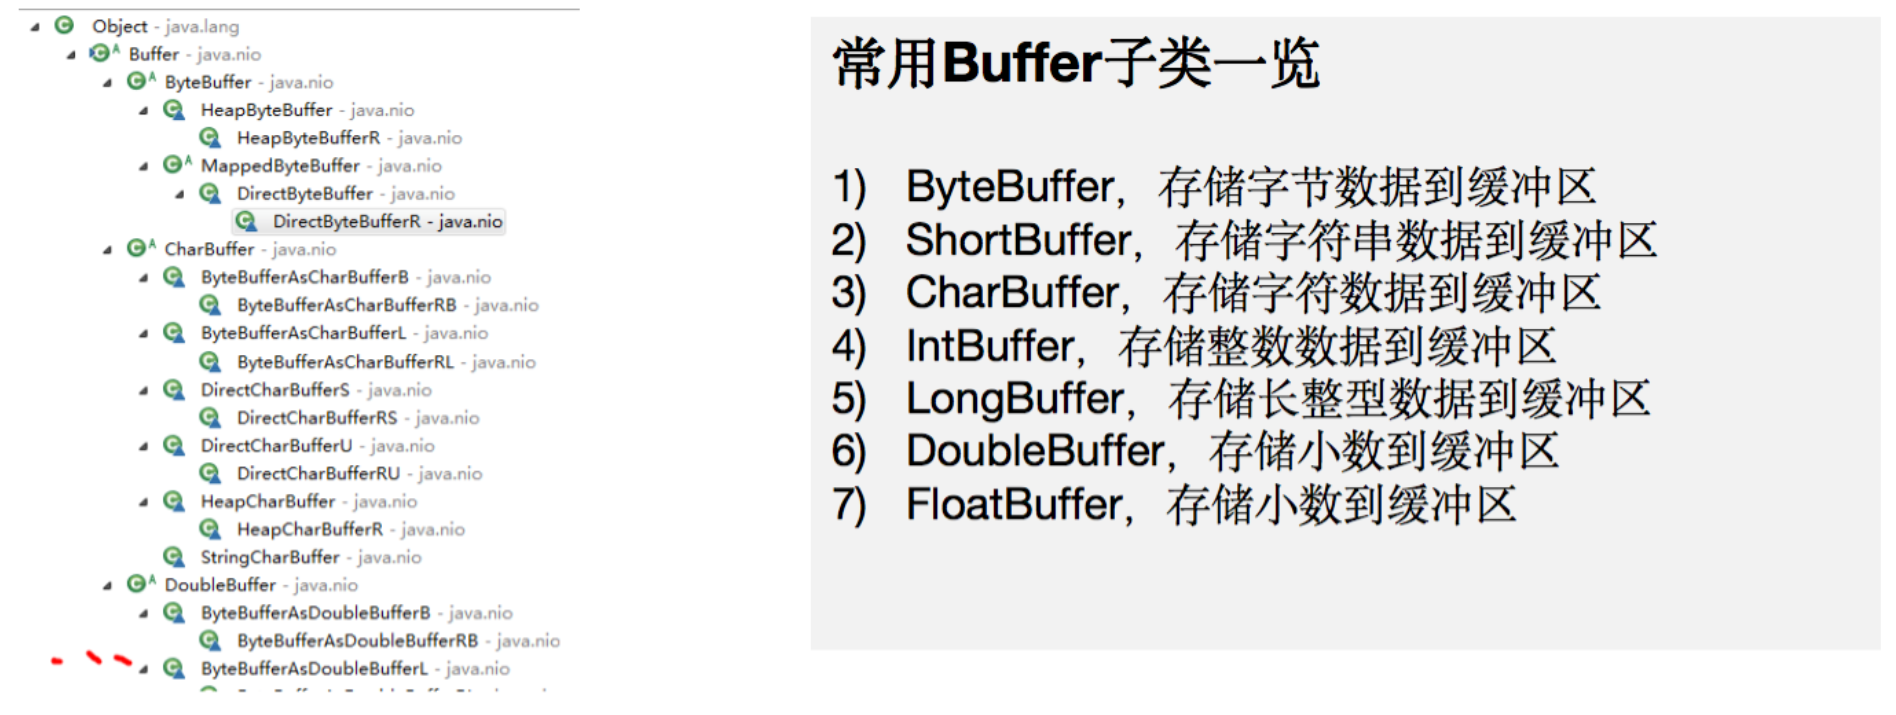 Object - java.lang
Buffer - java.nio
ByteBuffer - java.nio
HeapByteBuffer - java.nio
HeapByteBufferR - java.nio
MappedByteBuffer - java.nio
DirectByteBuffer - java.nio
DirectByteBufferR - java.nio
CharBuffer - java.nio
ByteBufferAsCharBufferB - java.nio
ByteBufferAsCharBufferRB - java.nio
ByteBufferAsCharBufferL - java.nio
ByteBufferAsCharBufferRL - java.nio
DirectCharBufferS - java.nio
DirectCharBufferRS - java.nio
DirectCharBufferU - java.nio
DirectCharBufferRU - java.nio
HeapCharBuffer - java.nio
HeapCharBufferR - java.nio
StringCharBuffer - java.nio
DoubleBuffer - java.nio
ByteBufferAsDoubleBufferB - java.nio
ByteBufferAsDoubleBufferRB - java.nio
ByteBufferAsDoubleBufferL - java.nio
常用Buffer子类一览
1) ByteBuffer，存储字节数据到缓冲区
2) ShortBuffer，存储字符串数据到缓冲区
3) CharBuffer，存储字符数据到缓冲区
4) IntBuffer，存储整数数据到缓冲区
5) LongBuffer，存储长整型数据到缓冲区
6) DoubleBuffer，存储小数到缓冲区
7) FloatBuffer，存储小数到缓冲区